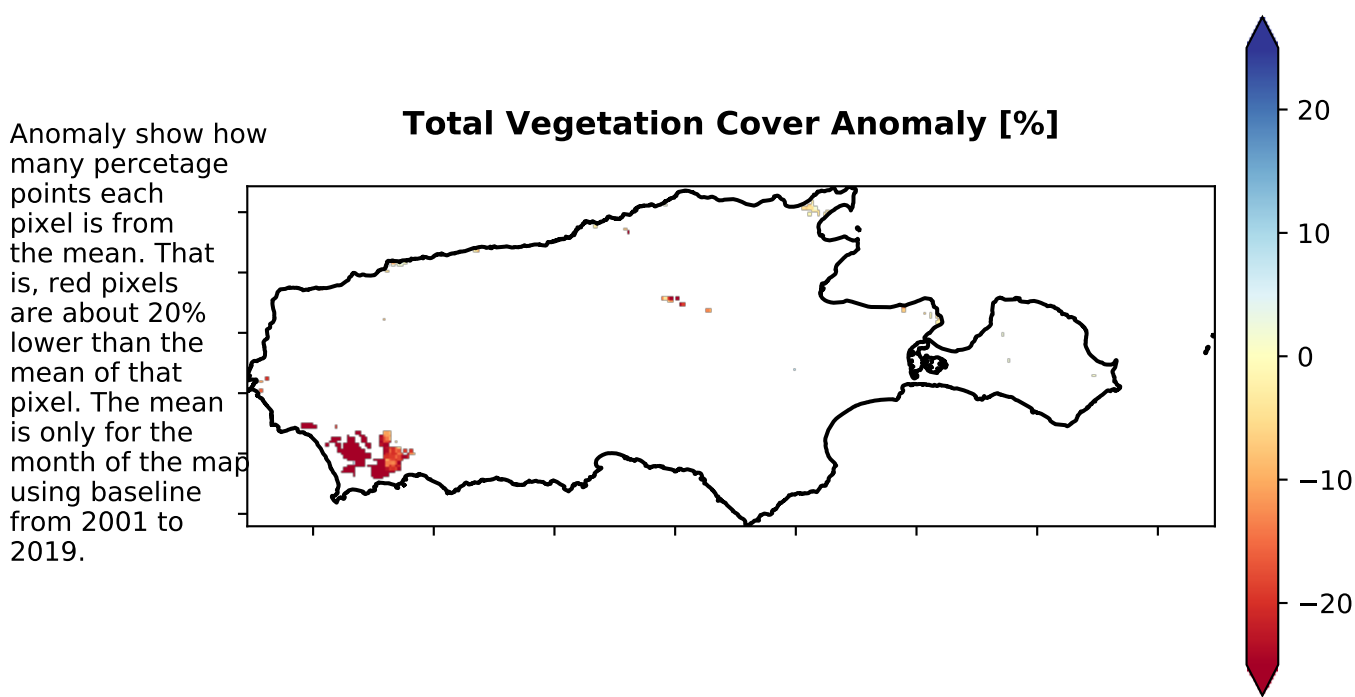 Total Vegetation Cover Anomaly [%]
Anomaly show how
many percetage
points each
pixel is from
the mean. That
is, red pixels
are about 20%
lower than the
mean of that
pixel. The mean
is only for the
month of the map
using baseline
from 2001 to
2019.
20
10
0
−10
−20